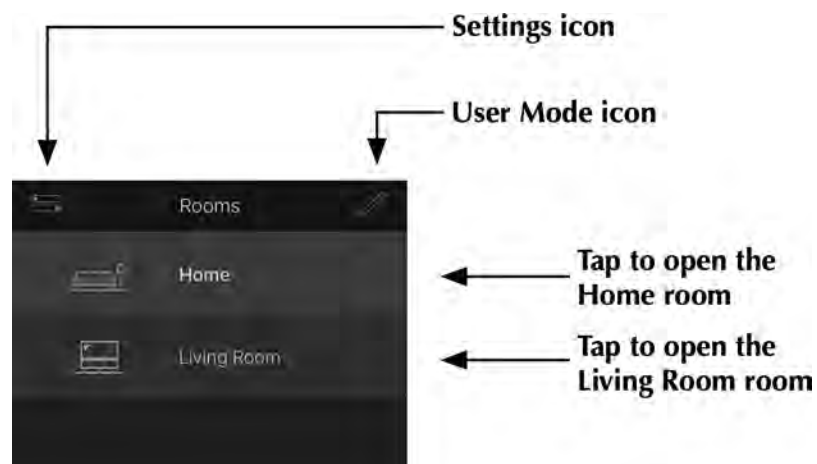 Settings icon
User Mode icon
Rooms
Home
Tap to open the
Home room
Living Room
Tap to open the
Living Room room